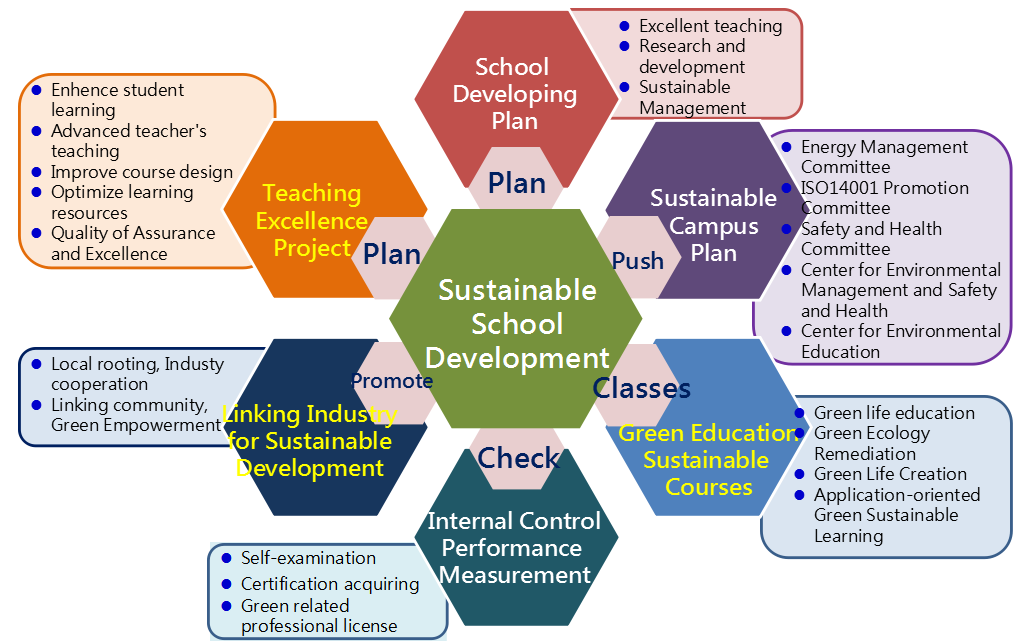 School
Developing
Plan
Plan
Excellent teaching
Research and
development
Sustainable
Management
Enhence student
learning
Advanced teacher's
teaching
Improve course design
Optimize learning
resources
Quality of Assurance
and Excellence
Teaching
Excellence
Project
Plan
Sustainable
Campus
Plan
Push
Energy Management
Committee
ISO14001 Promotion
Committee
Safety and Health
Committee
Center for Environmental
Management and Safety
and Health
Center for Environmental
Education
Sustainable
School
Development
Local rooting, Industy
cooperation
Linking community,
Green Empowerment
Promote
Linking Industry
for Sustainable
Development
Classes
Green Education
Sustainable
Courses
Green life education
Green Ecology
Remediation
Green Life Creation
Application-oriented
Green Sustainable
Learning
Check
Internal Control
Performance
Measurement
Self-examination
Certification acquiring
Green related
professional license